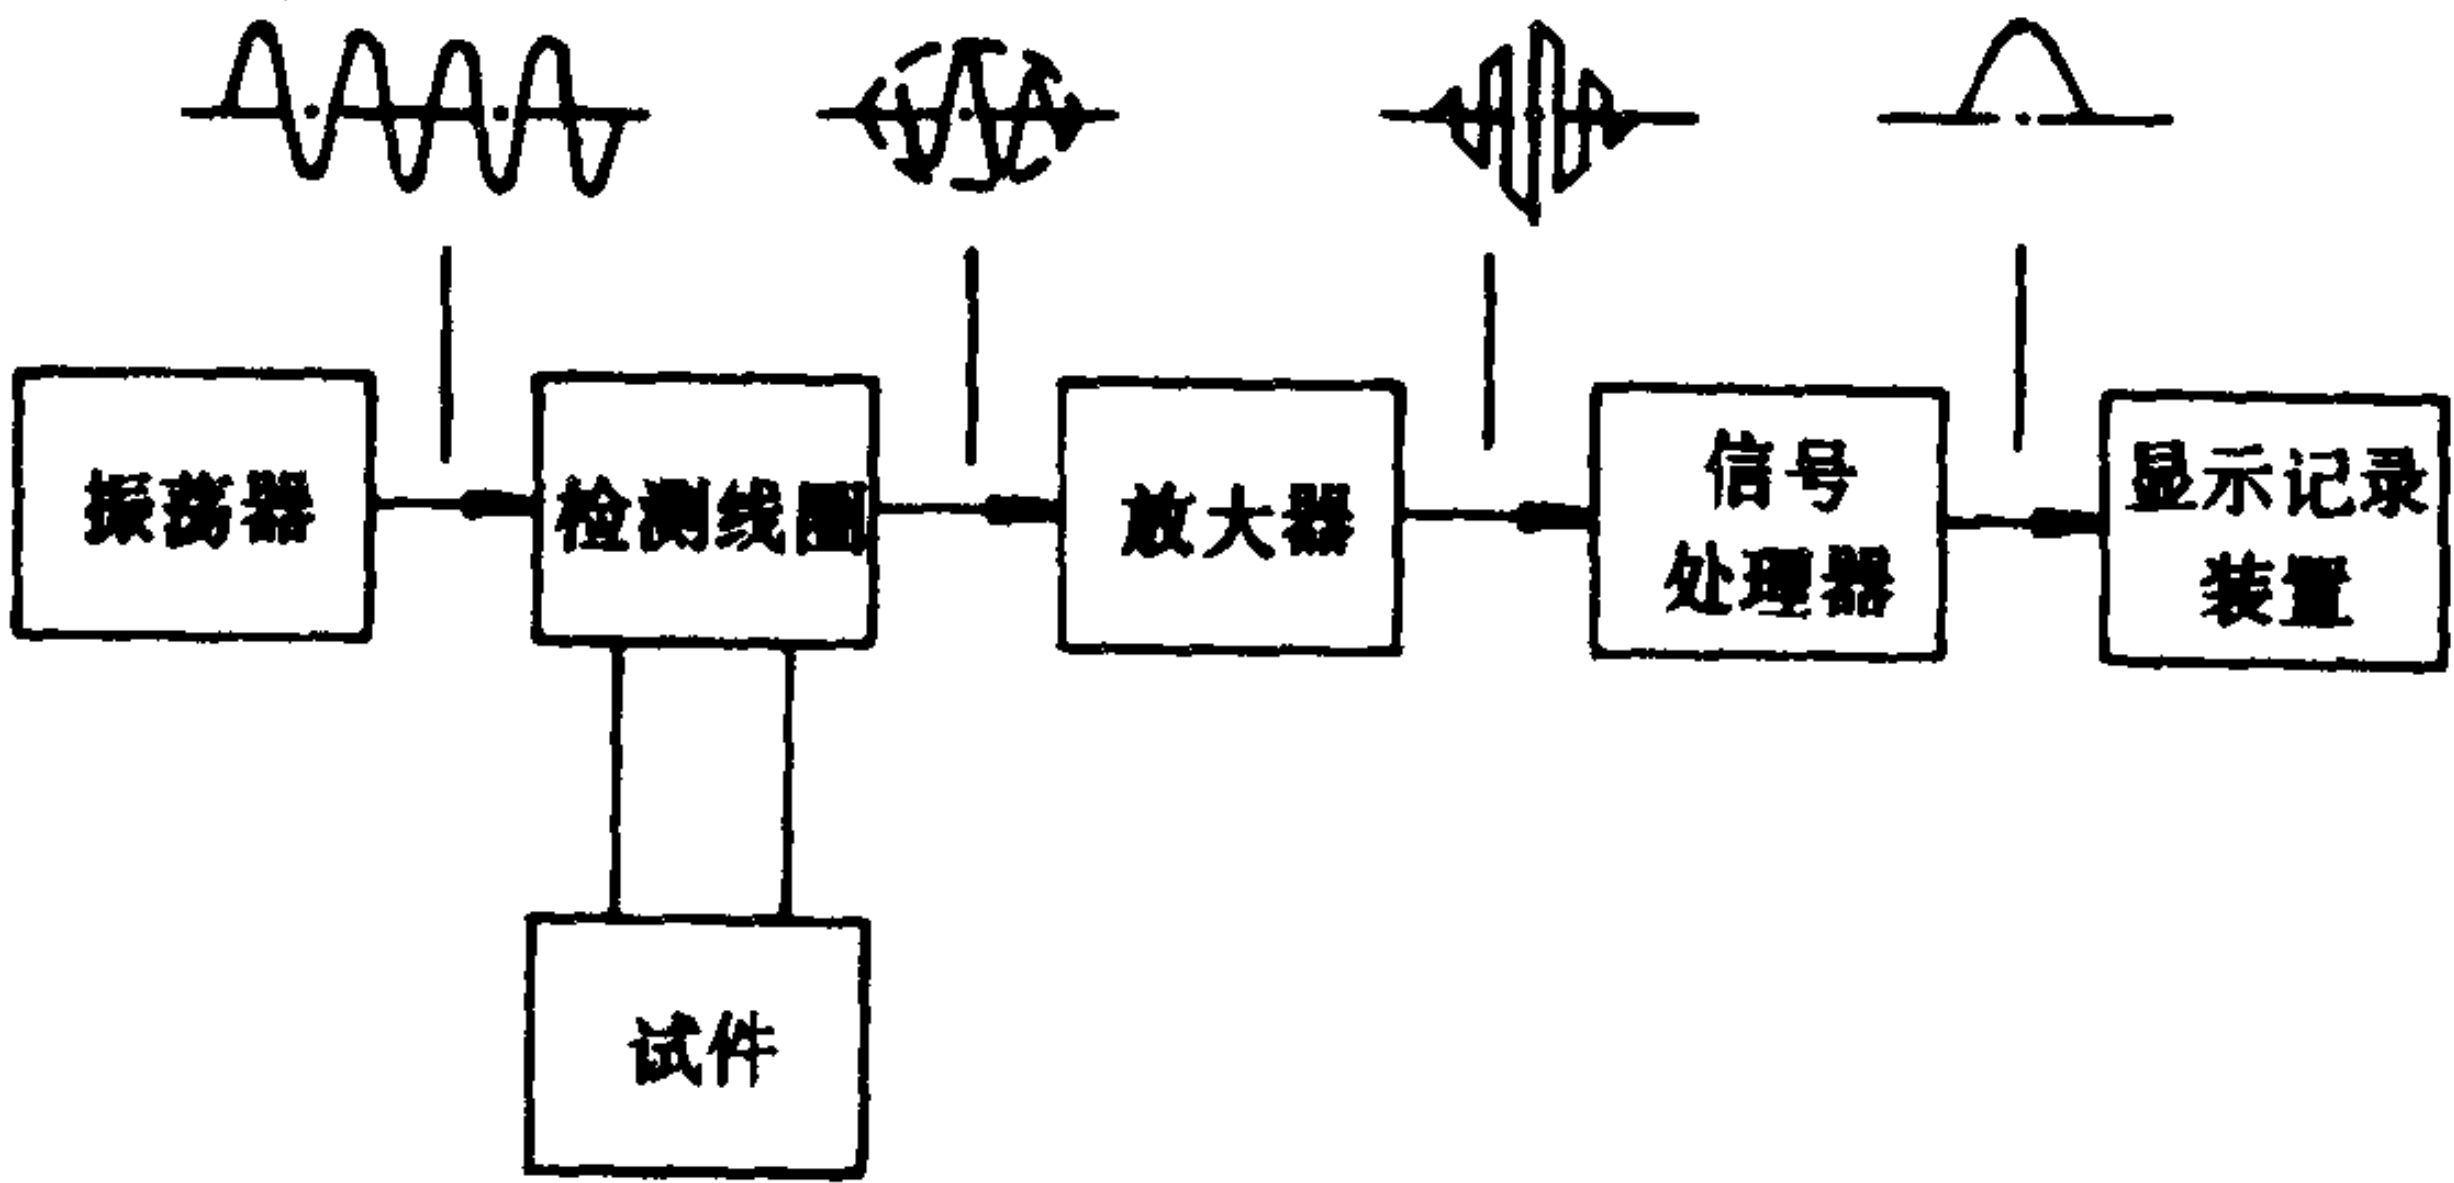 振荡器
检测线圈
放大器
信号
处理器
显示记录
装置
试件